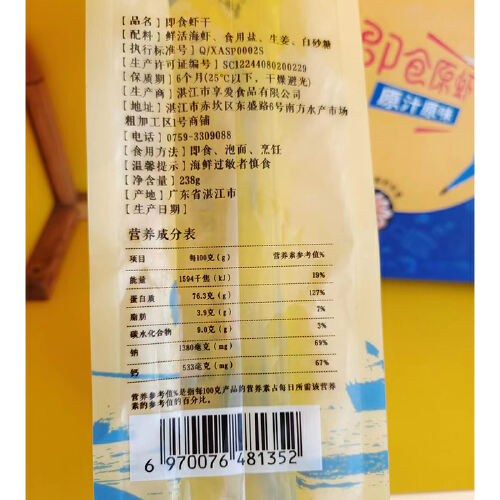 [品名] 即食虾干
[配料] 鲜活海虾、食用盐、生姜、白砂糖
[执行标准号] Q/XASP0002S
[生产许可证编号] SC12244080200229
[保质期] 6个月(25℃以下，干燥避光)
[生产商] 湛江市享爱食品有限公司
[地址] 湛江市赤坎区东盛路6号南方水产市场
粗加工区1号商铺
[电话] 0759-3309088
[食用方法] 即食、泡面、烹饪
[温馨提示] 海鲜过敏者慎食
[净含量] 238g
[产地] 广东省湛江市
[生产日期]
营养成分表
项目 每100克(g) 营养素参考值%
能量 1594千焦(kJ) 19%
蛋白质 76.3克(g) 127%
脂肪 3.9克(g) 7%
碳水化合物 9.0克(g) 3%
钠 1380毫克(mg) 69%
钙 533毫克(mg) 67%
营养素参考值%是指每100克产品的营养素占每日所需该营养
素的参考值的百分比。
6 970076 481352
即仓原虾
原汁原味